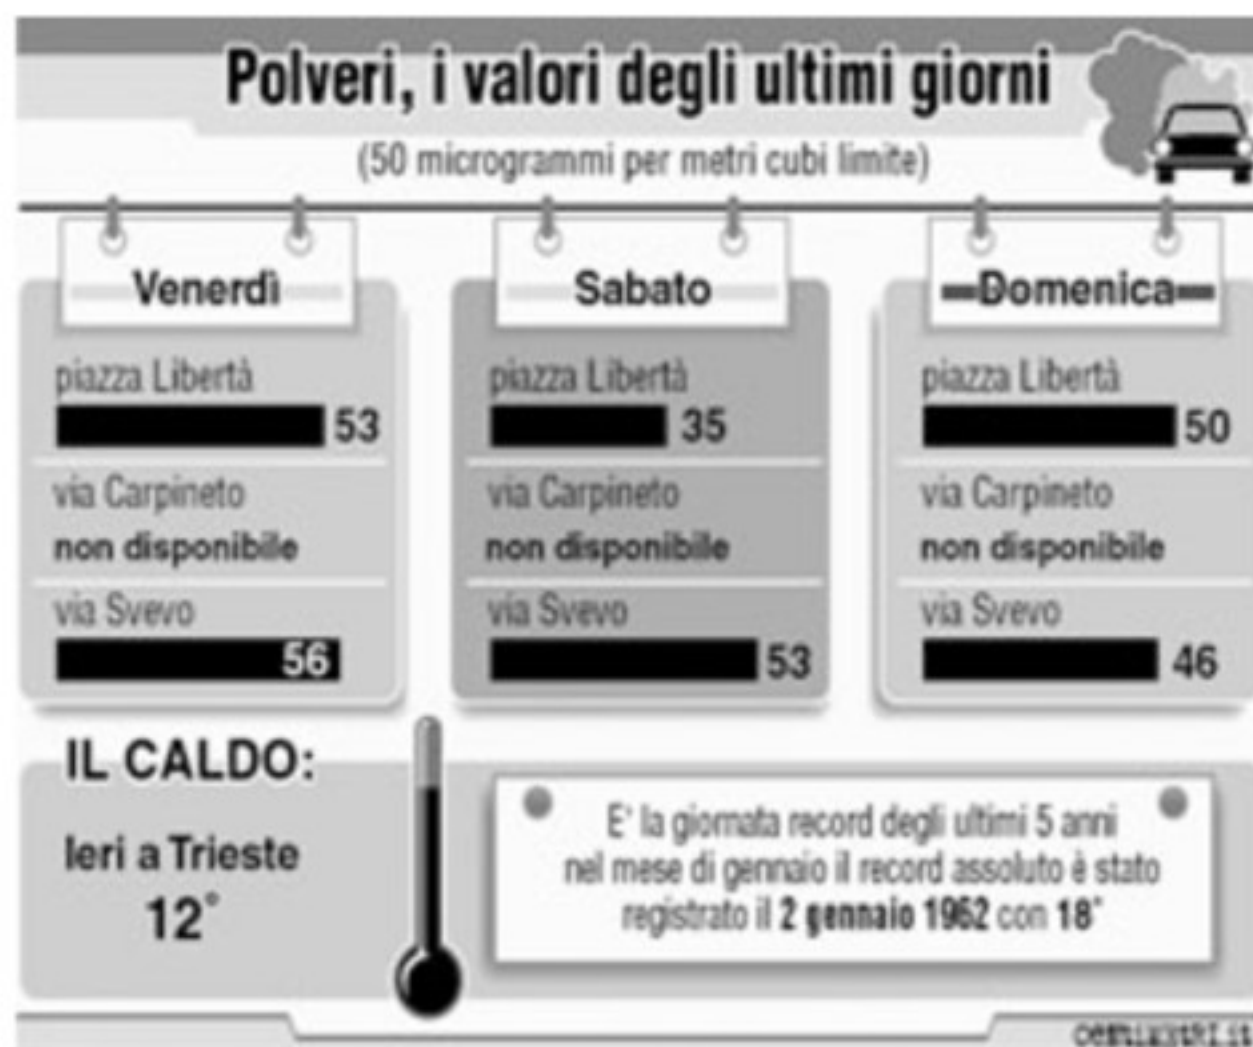 Polveri, i valori degli ultimi giorni
(50 microgrammi per metri cubi limite)
Venerdì
piazza Libertà
53
via Carpineto
non disponibile
via Svevo
56
Sabato
piazza Libertà
35
via Carpineto
non disponibile
via Svevo
53
Domenica
piazza Libertà
50
via Carpineto
non disponibile
via Svevo
46
IL CALDO:
Ieri a Trieste
12°
E' la giornata record degli ultimi 5 anni
nel mese di gennaio il record assoluto è stato
registrato il 2 gennaio 1962 con 18°